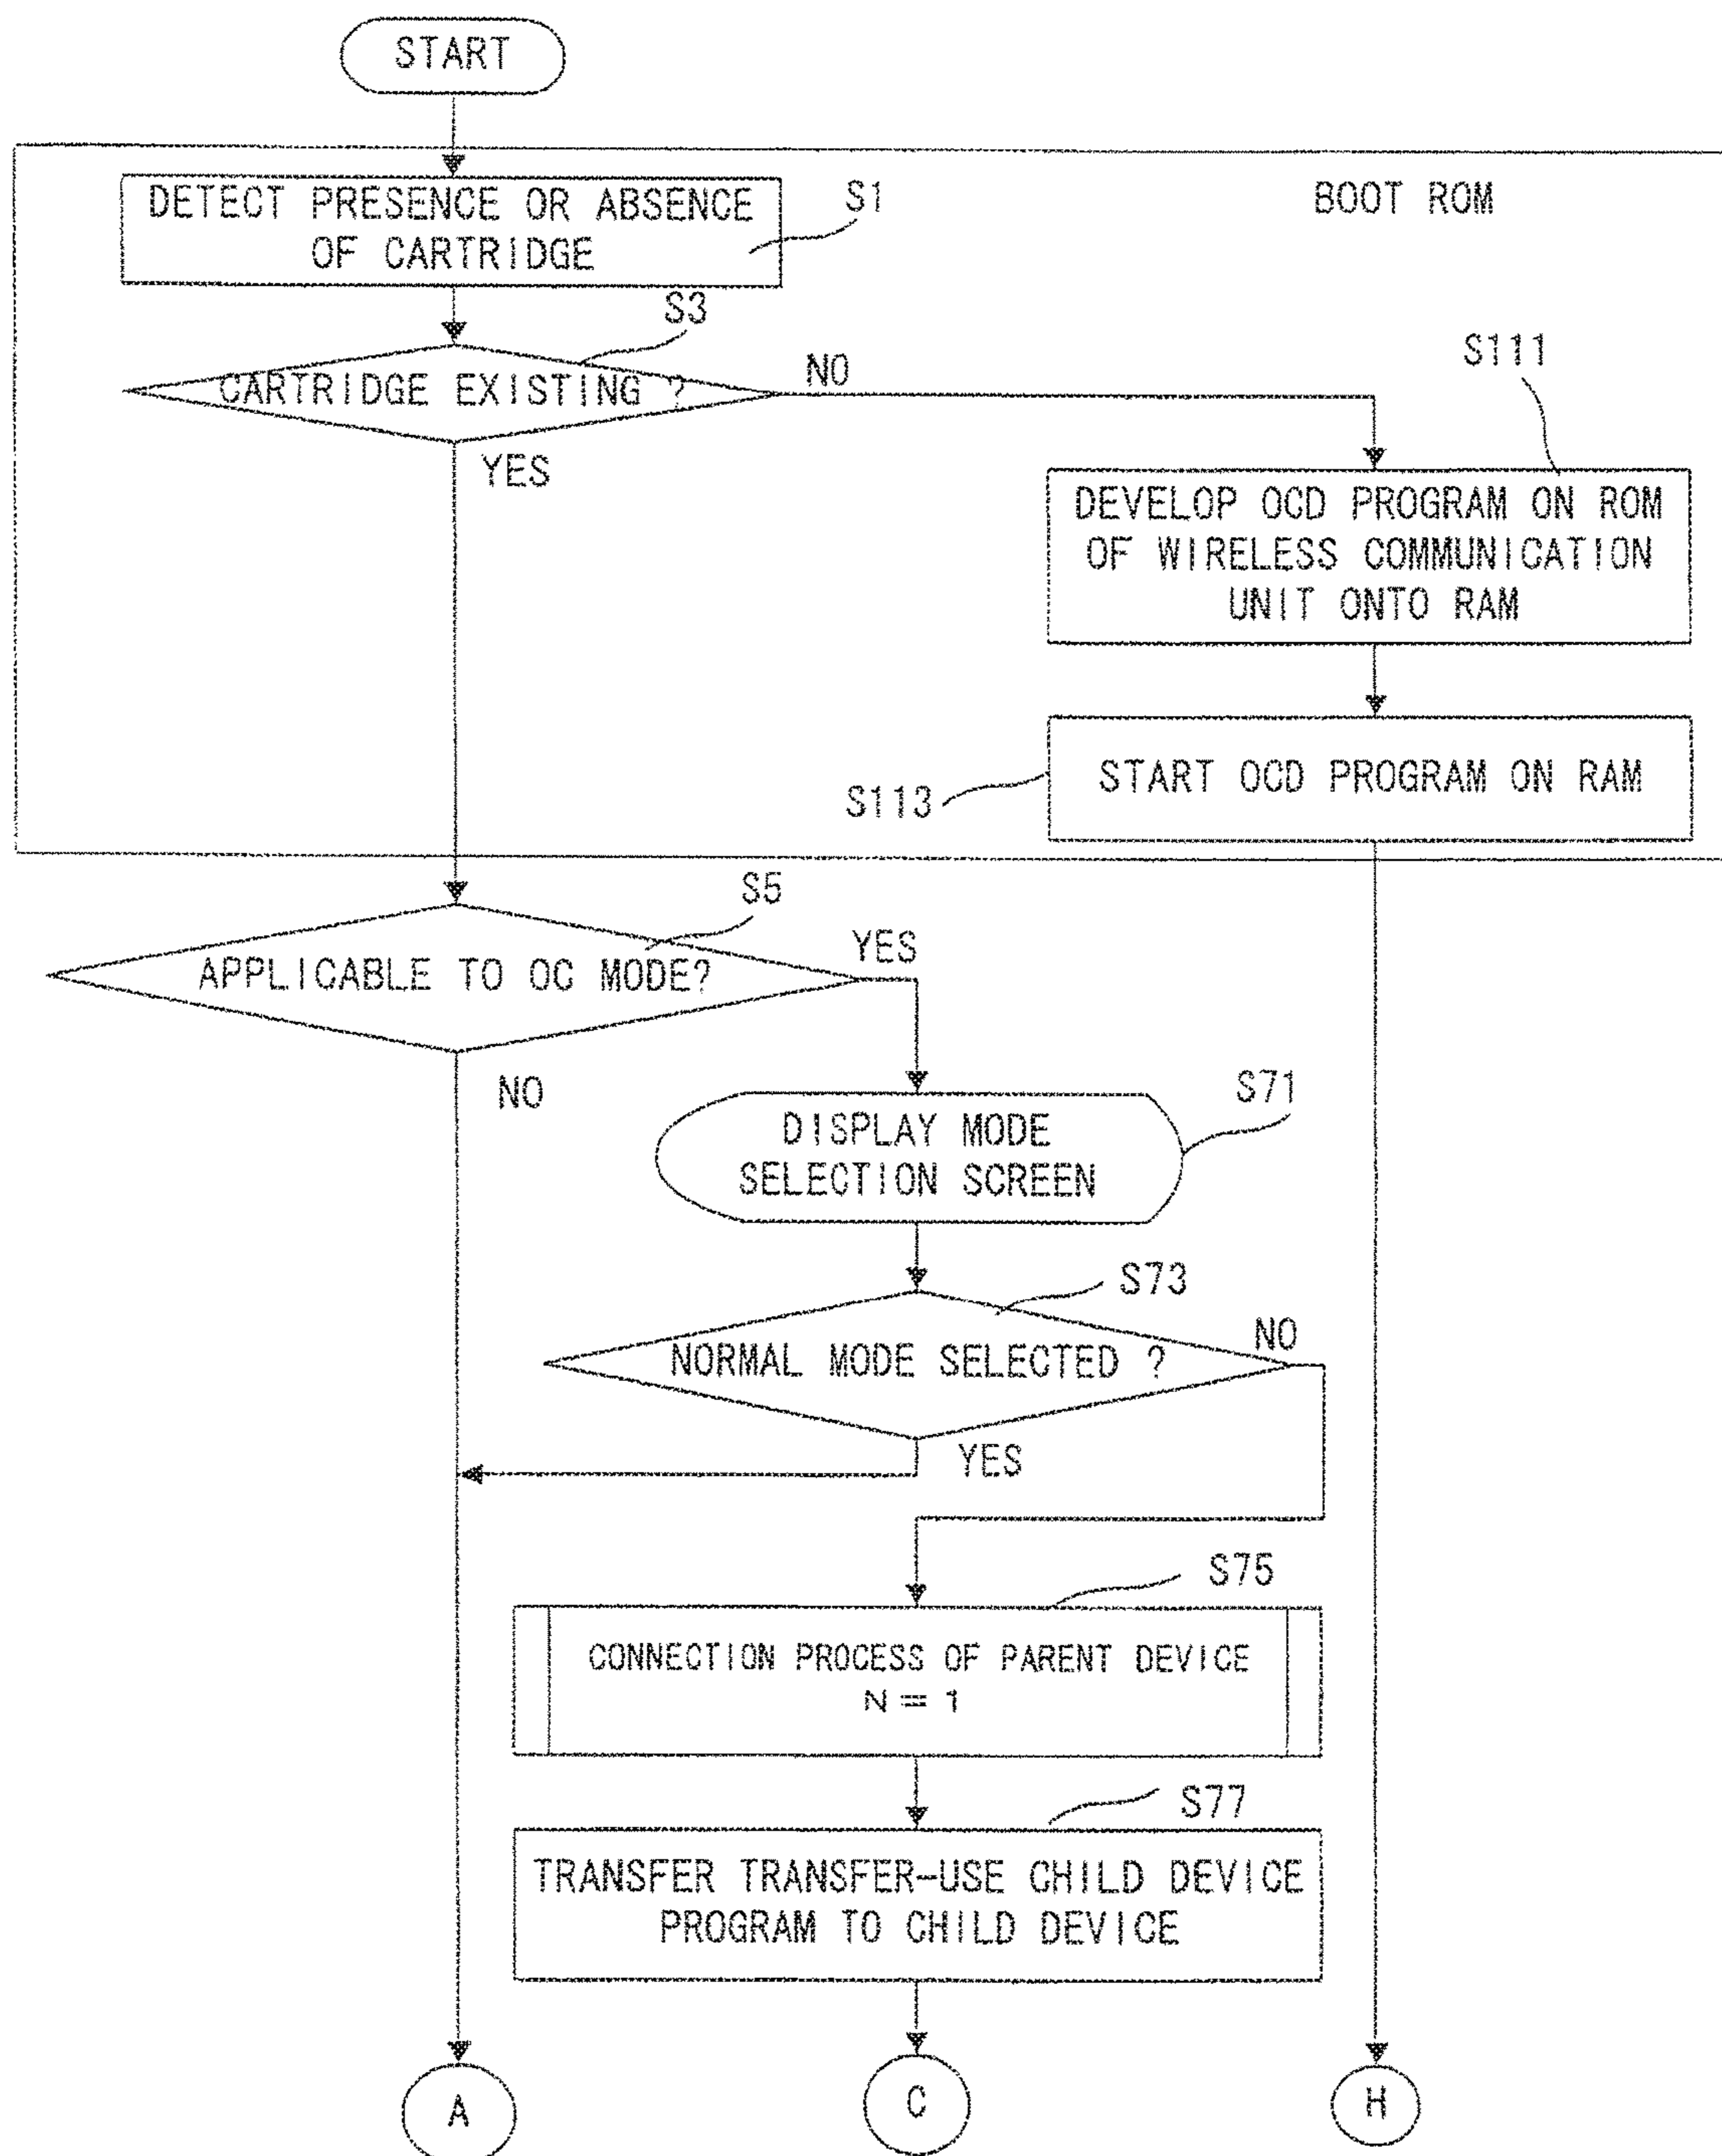 START
BOOT ROM
DETECT PRESENCE OR ABSENCE
OF CARTRIDGE
S1
S3
CARTRIDGE EXISTING ?
NO
YES
S111
DEVELOP OCD PROGRAM ON ROM
OF WIRELESS COMMUNICATION
UNIT ONTO RAM
START OCD PROGRAM ON RAM
S113
S5
APPLICABLE TO OC MODE?
YES
NO
S71
DISPLAY MODE
SELECTION SCREEN
S73
NORMAL MODE SELECTED ?
NO
YES
S75
CONNECTION PROCESS OF PARENT DEVICE
N = 1
S77
TRANSFER TRANSFER-USE CHILD DEVICE
PROGRAM TO CHILD DEVICE
A
C
H